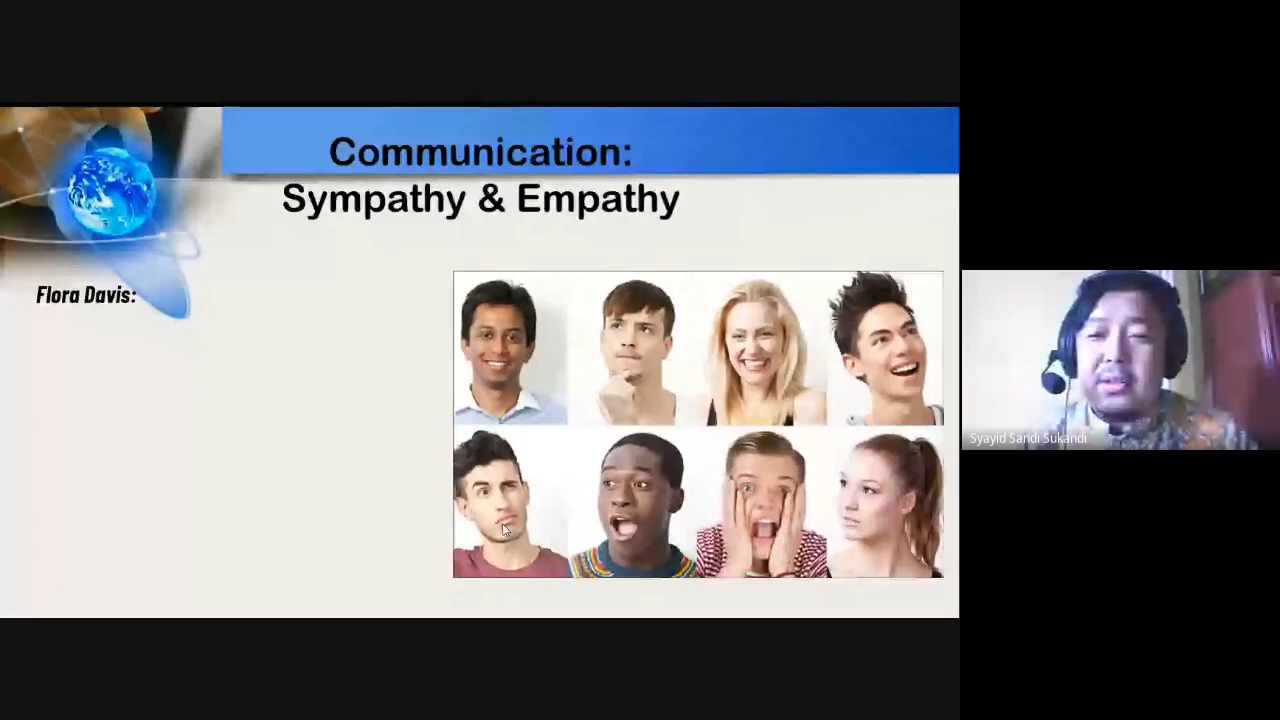 Communication:
Sympathy & Empathy
Flora Davis:
Syayid Sandi Sukandi